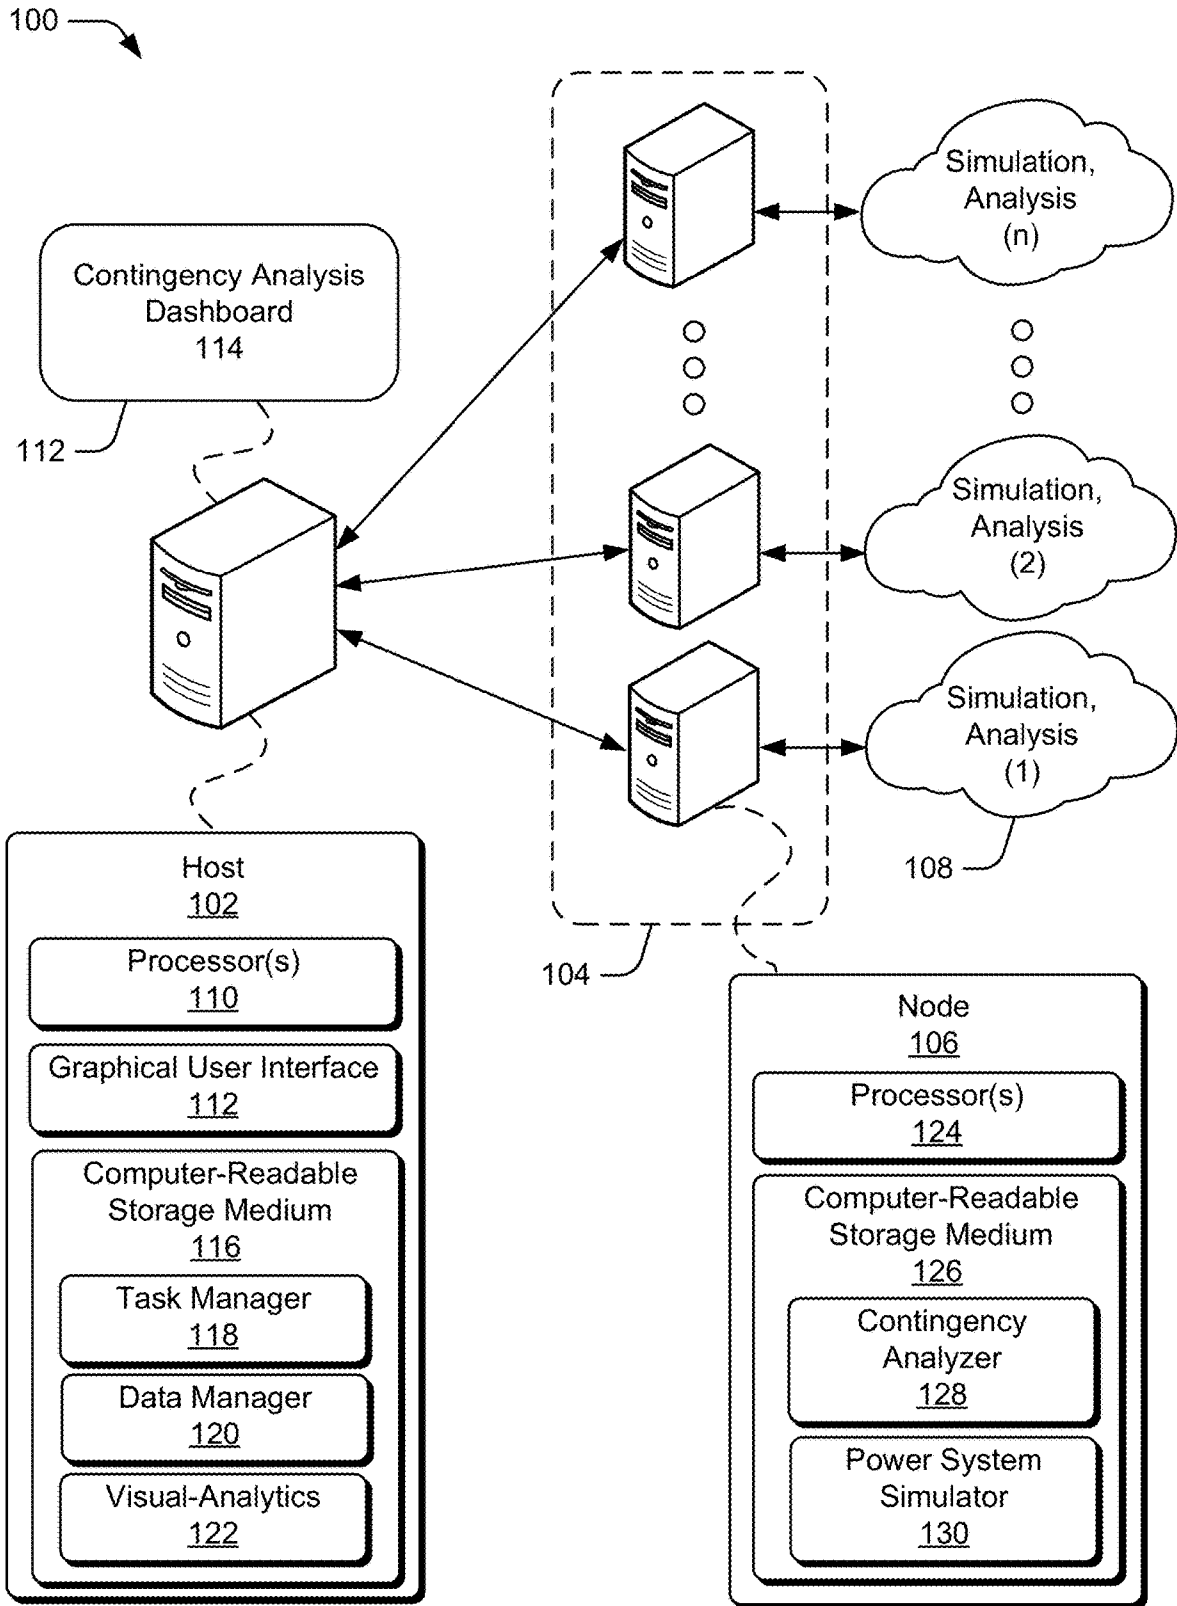 100
Simulation,
Analysis
(n)
Contingency Analysis
Dashboard
114
112
Simulation,
Analysis
(2)
Simulation,
Analysis
(1)
108
104
Host
102
Processor(s)
110
Graphical User Interface
112
Computer-Readable
Storage Medium
116
Task Manager
118
Data Manager
120
Visual-Analytics
122
Node
106
Processor(s)
124
Computer-Readable
Storage Medium
126
Contingency
Analyzer
128
Power System
Simulator
130